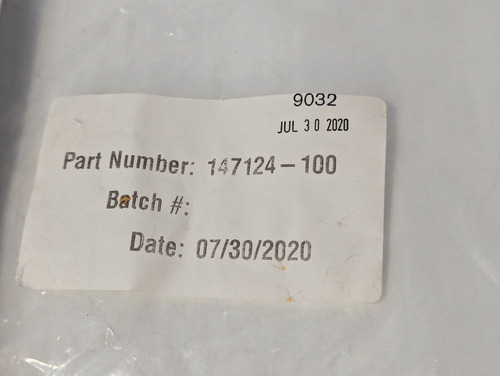 9032
JUL 30 2020
Part Number: 147124-100
Batch #:
Date: 07/30/2020